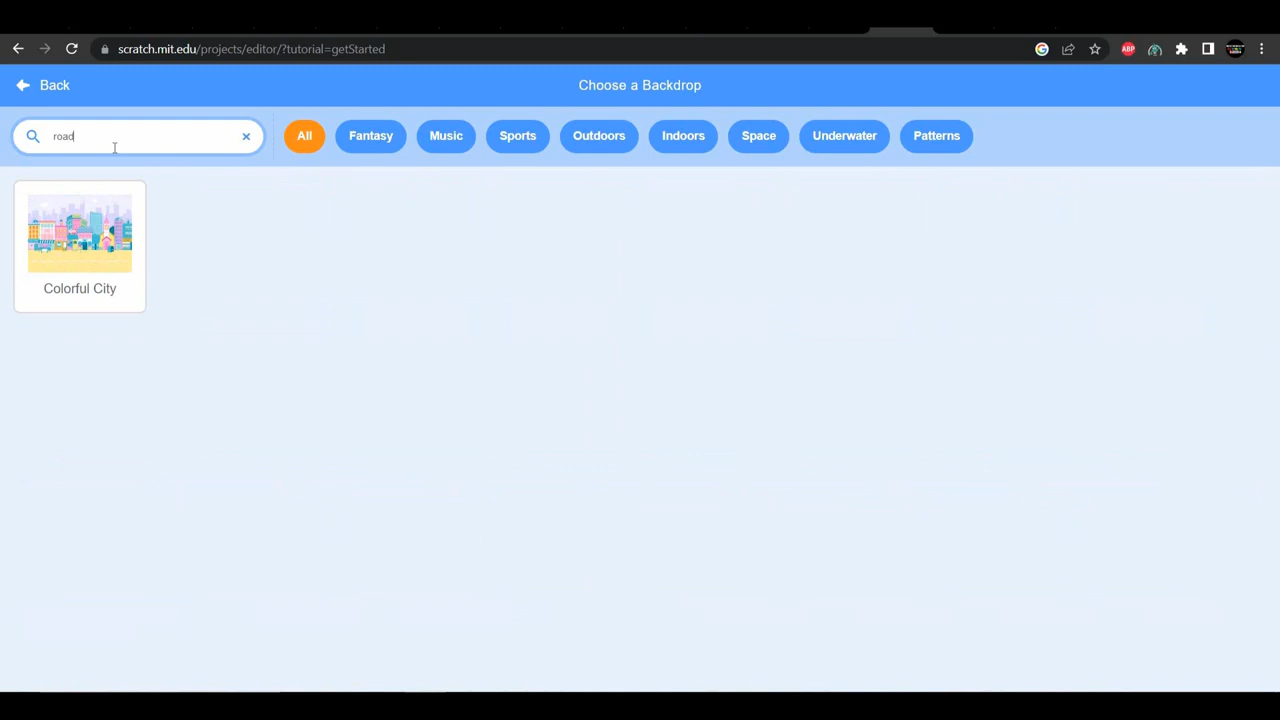 scratch.mit.edu/projects/editor/?tutorial=getStarted
ABP
Back
Choose a Backdrop
road
All
Fantasy
Music
Sports
Outdoors
Indoors
Space
Underwater
Patterns
Colorful City